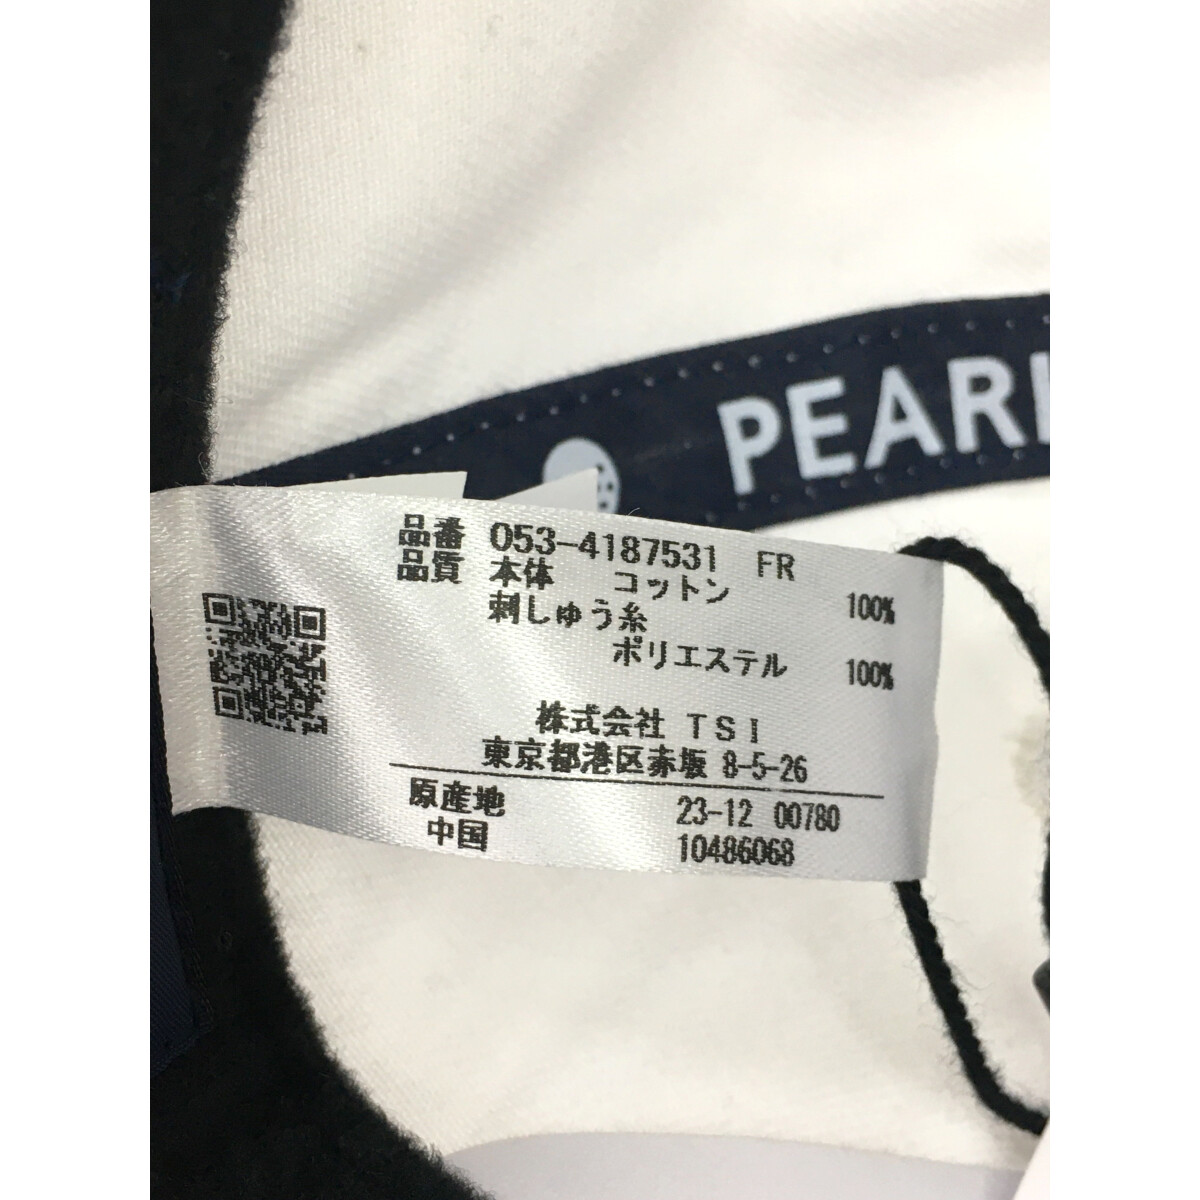 PEARL
品番 053-4187531 FR
品質 本体 コットン 100%
刺しゅう糸
ポリエステル 100%
株式会社 TSI
東京都港区赤坂 8-5-26
原産地 23-12 00780
中国 10486068